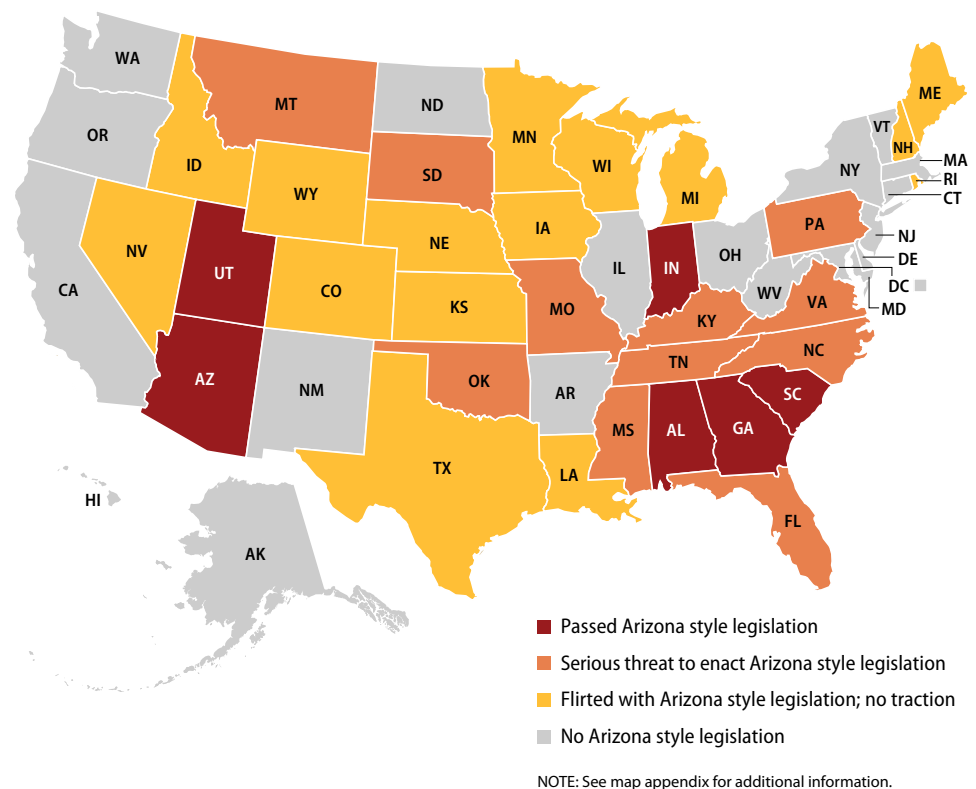 WA
MT
ND
MN
ME
VT
NH
OR
ID
SD
WI
MI
NY
MA
RI
CT
WY
IA
PA
NJ
NV
NE
OH
DE
UT
IL
IN
DC
CA
CO
KS
MO
WV
VA
MD
KY
NC
AZ
NM
OK
TN
AR
SC
MS
AL
GA
TX
LA
HI
FL
AK
Passed Arizona style legislation
Serious threat to enact Arizona style legislation
Flirted with Arizona style legislation; no traction
No Arizona style legislation
NOTE: See map appendix for additional information.